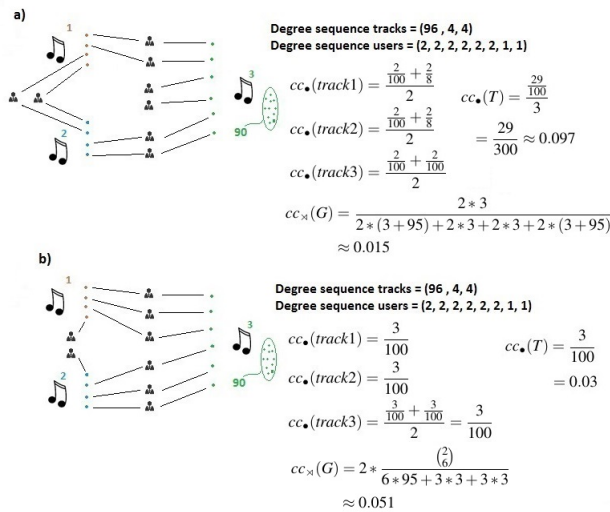 a)
1
2
3
90
Degree sequence tracks = (96 , 4, 4)
Degree sequence users = (2, 2, 2, 2, 2, 2, 1, 1)
cc•(track1) = (2/100 + 2/8)/2
cc•(T) = (29/100)/3
cc•(track2) = (2/100 + 2/8)/2
= 29/300 ≈ 0.097
cc•(track3) = (2/100 + 2/100)/2
cc⋈(G) = 2 * 3/(2 * (3 + 95) + 2 * 3 + 2 * 3 + 2 * (3 + 95))
≈ 0.015
b)
1
2
3
90
Degree sequence tracks = (96, 4, 4)
Degree sequence users = (2, 2, 2, 2, 2, 2, 1, 1)
cc•(track1) = 3/100
cc•(T) = 3/100
cc•(track2) = 3/100
= 0.03
cc•(track3) = (3/100 + 3/100)/2 = 3/100
cc⋈(G) = 2 * (2 6)/(6 * 95 + 3 * 3 + 3 * 3)
≈ 0.051